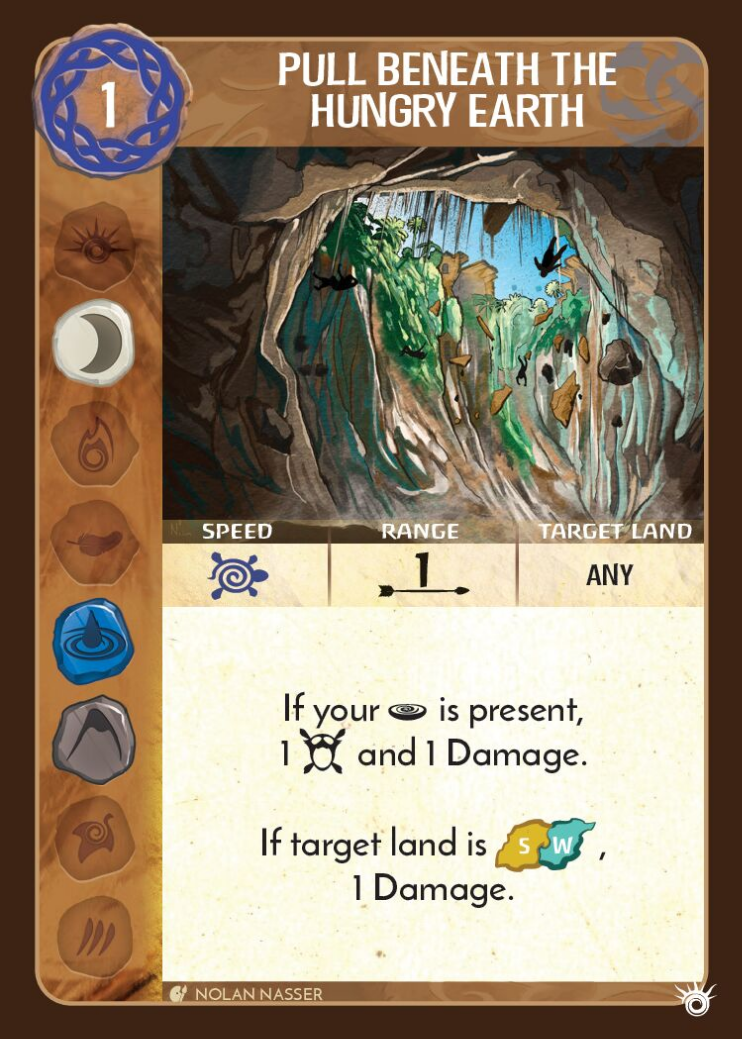 1
PULL BENEATH THE
HUNGRY EARTH
SPEED RANGE TARGET LAND
1 ANY
If your is present,
1 and 1 Damage.
If target land is S W ,
1 Damage.
NOLAN NASSER